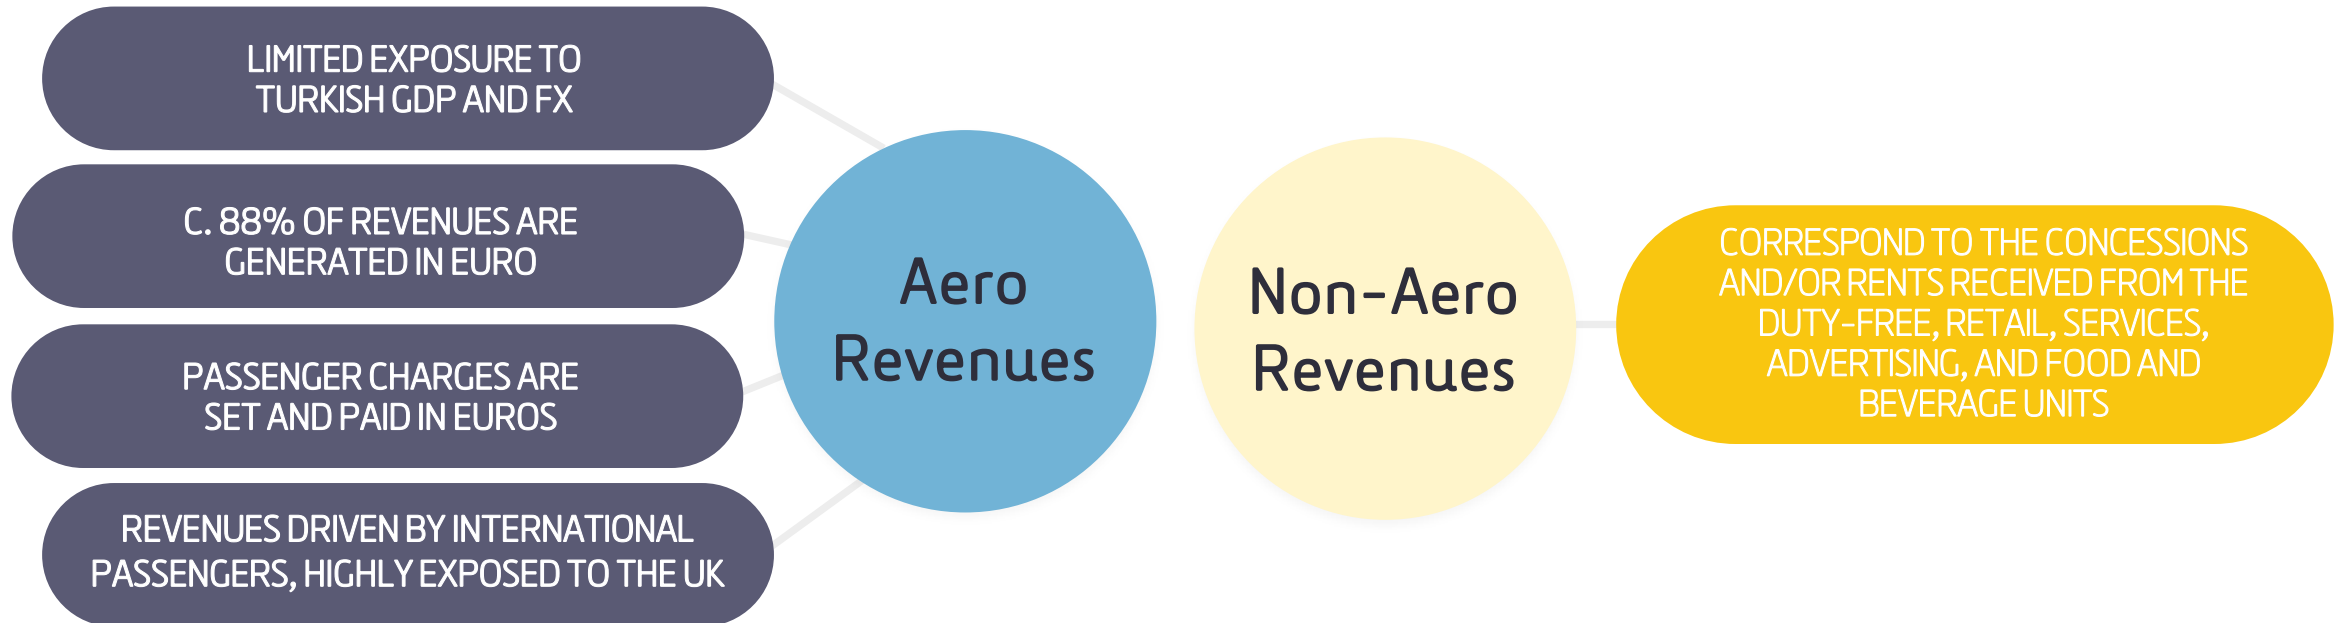 LIMITED EXPOSURE TO
TURKISH GDP AND FX
C. 88% OF REVENUES ARE
GENERATED IN EURO
PASSENGER CHARGES ARE
SET AND PAID IN EUROS
REVENUES DRIVEN BY INTERNATIONAL
PASSENGERS, HIGHLY EXPOSED TO THE UK
Aero
Revenues
Non-Aero
Revenues
CORRESPOND TO THE CONCESSIONS
AND/OR RENTS RECEIVED FROM THE
DUTY-FREE, RETAIL, SERVICES,
ADVERTISING, AND FOOD AND
BEVERAGE UNITS